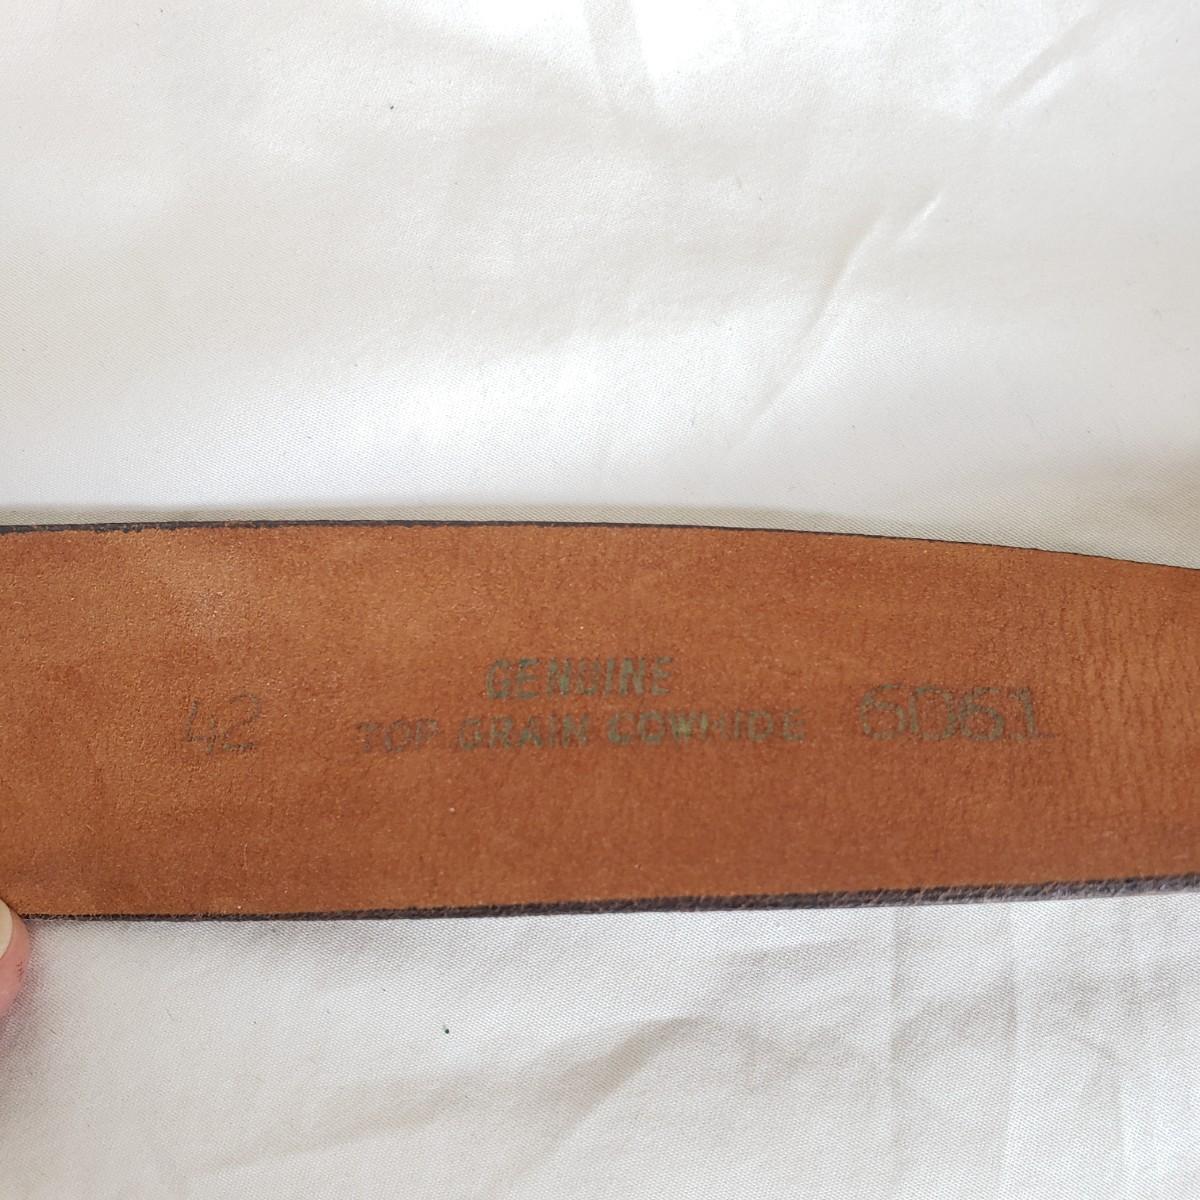 GENUINE
42 TOP GRAIN COWHIDE 6061